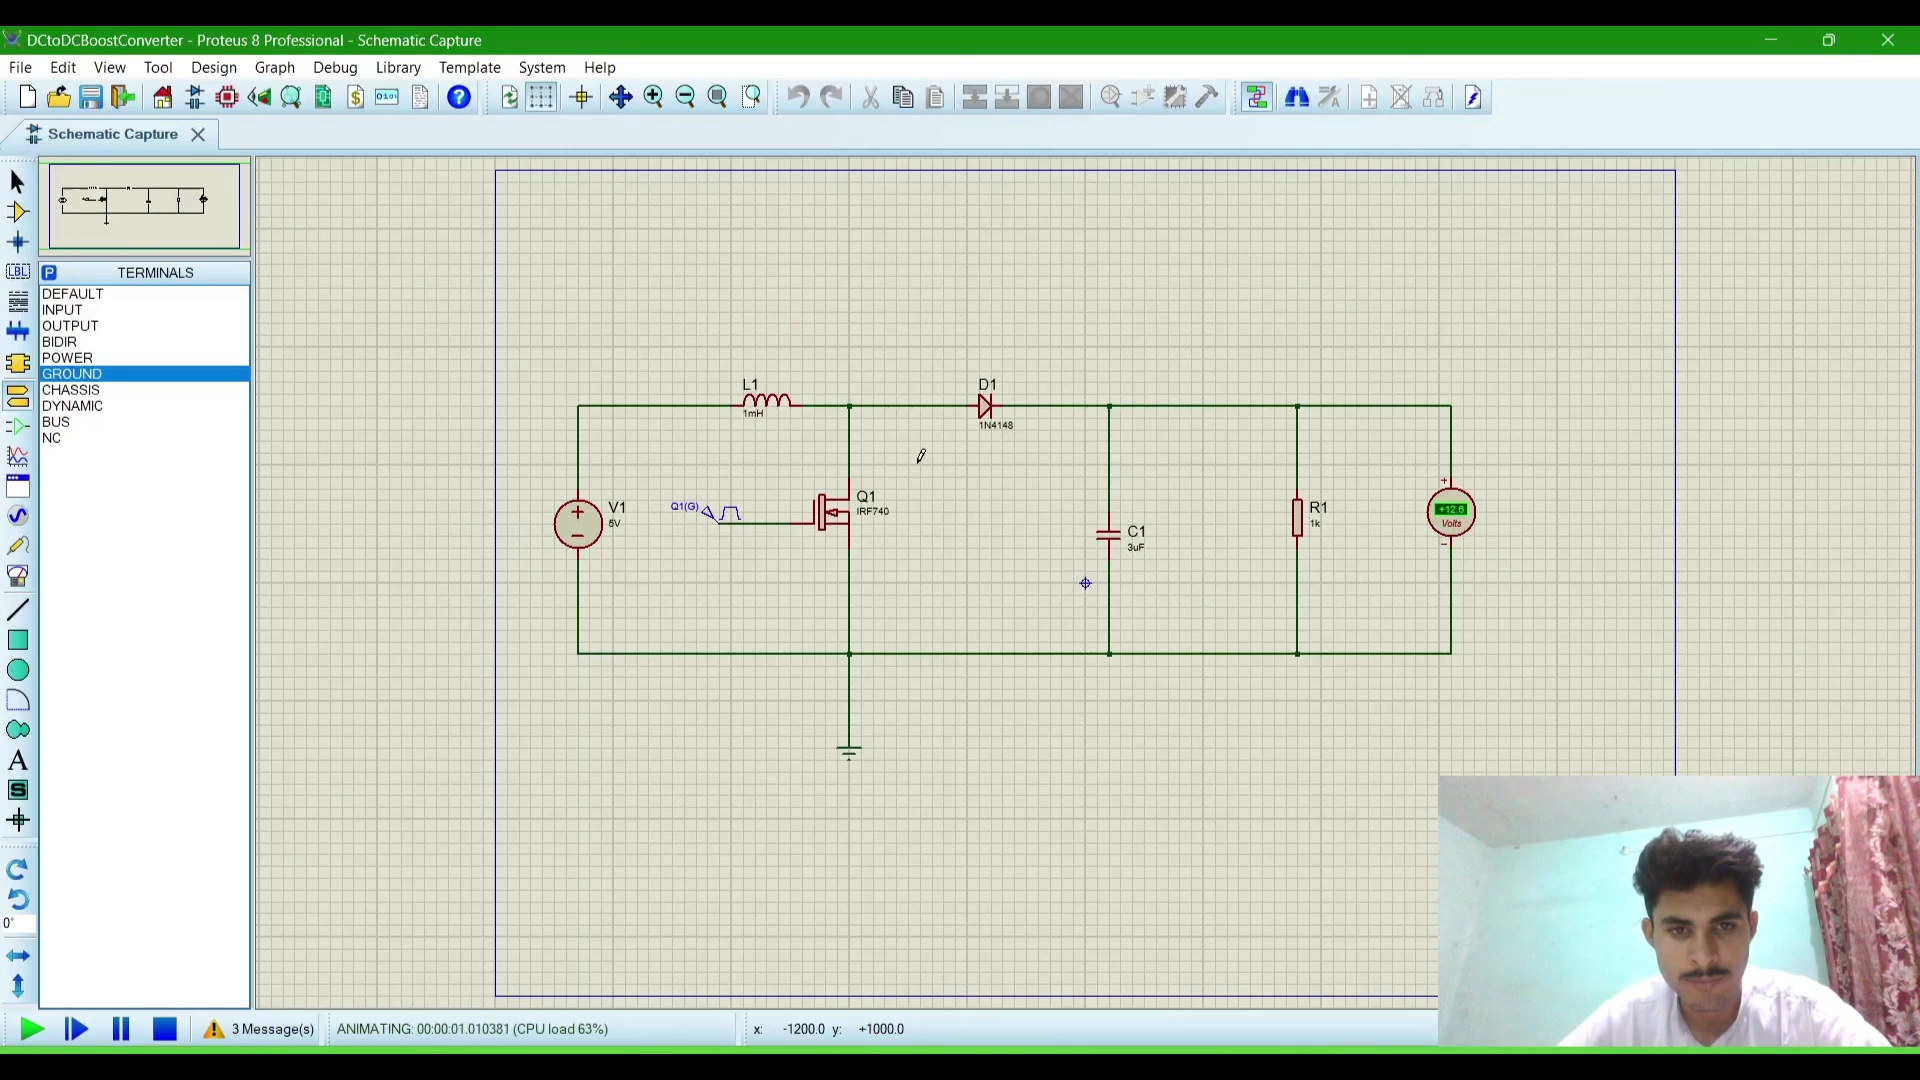 DCtoDCBoostConverter - Proteus 8 Professional - Schematic Capture
File Edit View Tool Design Graph Debug Library Template System Help
Schematic Capture
P TERMINALS
DEFAULT
INPUT
OUTPUT
BIDIR
POWER
GROUND
CHASSIS
DYNAMIC
BUS
NC
LBL
A
S
0°
L1
1mH
D1
1N4148
V1
5V
Q1(G)
Q1
IRF740
C1
3uF
R1
1k
+12.6
Volts
3 Message(s)
ANIMATING: 00:00:01.010381 (CPU load 63%)
x: -1200.0 y: +1000.0